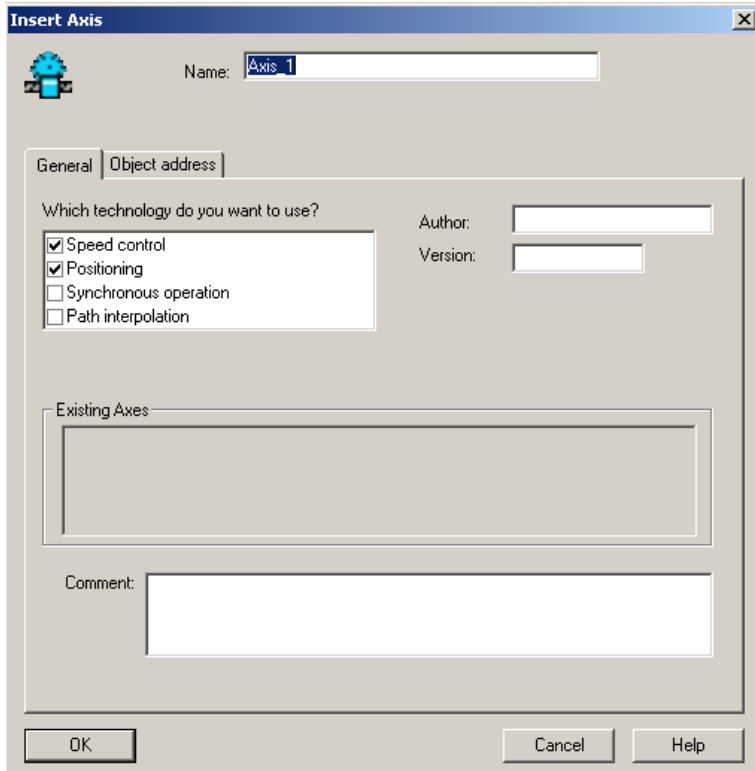 Insert Axis
Name: Axis_1
General Object address
Which technology do you want to use?
Speed control
Positioning
Synchronous operation
Path interpolation
Author:
Version:
Existing Axes
Comment:
OK Cancel Help